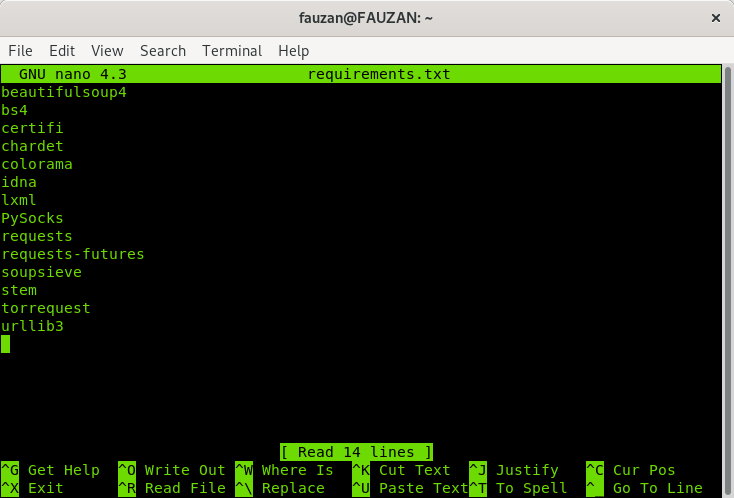 fauzan@FAUZAN: ~ ×
File Edit View Search Terminal Help
GNU nano 4.3 requirements.txt
beautifulsoup4
bs4
certifi
chardet
colorama
idna
lxml
PySocks
requests
requests-futures
soupsieve
stem
torrequest
urllib3
[ Read 14 lines ]
^G Get Help ^O Write Out ^W Where Is ^K Cut Text ^J Justify ^C Cur Pos
^X Exit ^R Read File ^\ Replace ^U Paste Text ^T To Spell ^_ Go To Line